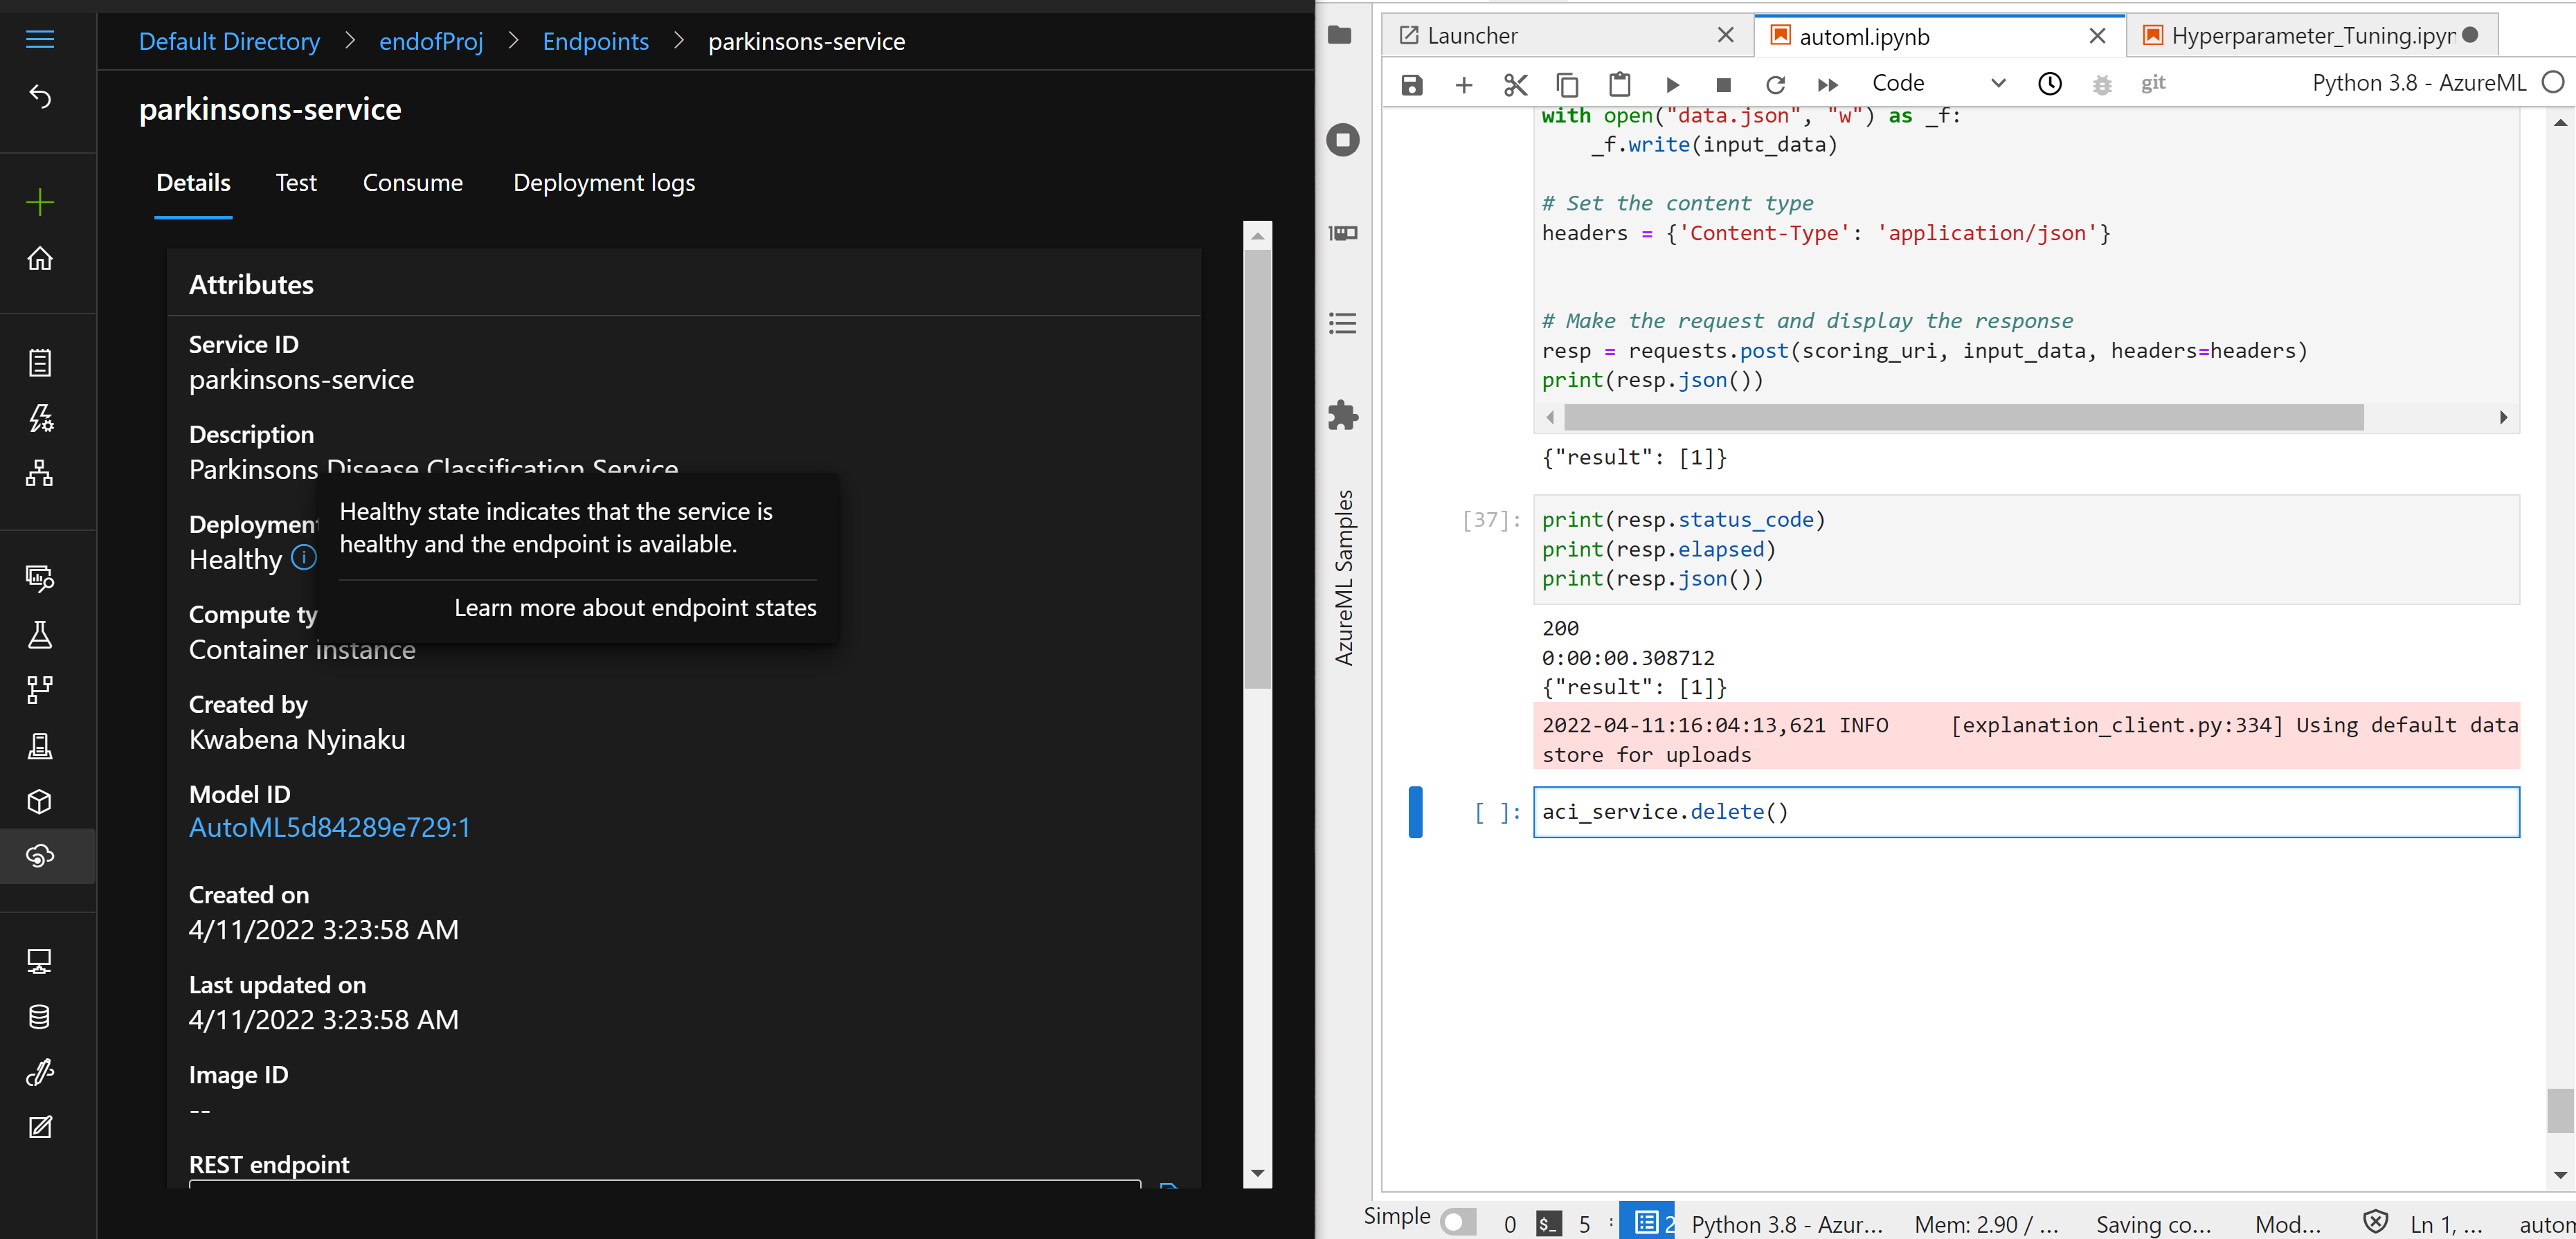 Default Directory > endofProj > Endpoints > parkinsons-service
parkinsons-service
Details Test Consume Deployment logs
Attributes
Service ID
parkinsons-service
Description
Parkinsons Disease Classification Service
Deployment
Healthy
Healthy state indicates that the service is
healthy and the endpoint is available.
Learn more about endpoint states
Compute ty
Container instance
Created by
Kwabena Nyinaku
Model ID
AutoML5d84289e729:1
Created on
4/11/2022 3:23:58 AM
Last updated on
4/11/2022 3:23:58 AM
Image ID
--
REST endpoint
AzureML Samples
Launcher automl.ipynb Hyperparameter_Tuning.ipyn
Code git Python 3.8 - AzureML
with open("data.json", "w") as _f:
    _f.write(input_data)
# Set the content type
headers = {'Content-Type': 'application/json'}
# Make the request and display the response
resp = requests.post(scoring_uri, input_data, headers=headers)
print(resp.json())
{"result": [1]}
[37]: print(resp.status_code)
print(resp.elapsed)
print(resp.json())
200
0:00:00.308712
{"result": [1]}
2022-04-11:16:04:13,621 INFO     [explanation_client.py:334] Using default data
store for uploads
[ ]: aci_service.delete()
Simple 0 $_ 5 : 2 Python 3.8 - Azur... Mem: 2.90 / ... Saving co... Mod... Ln 1, ... autom